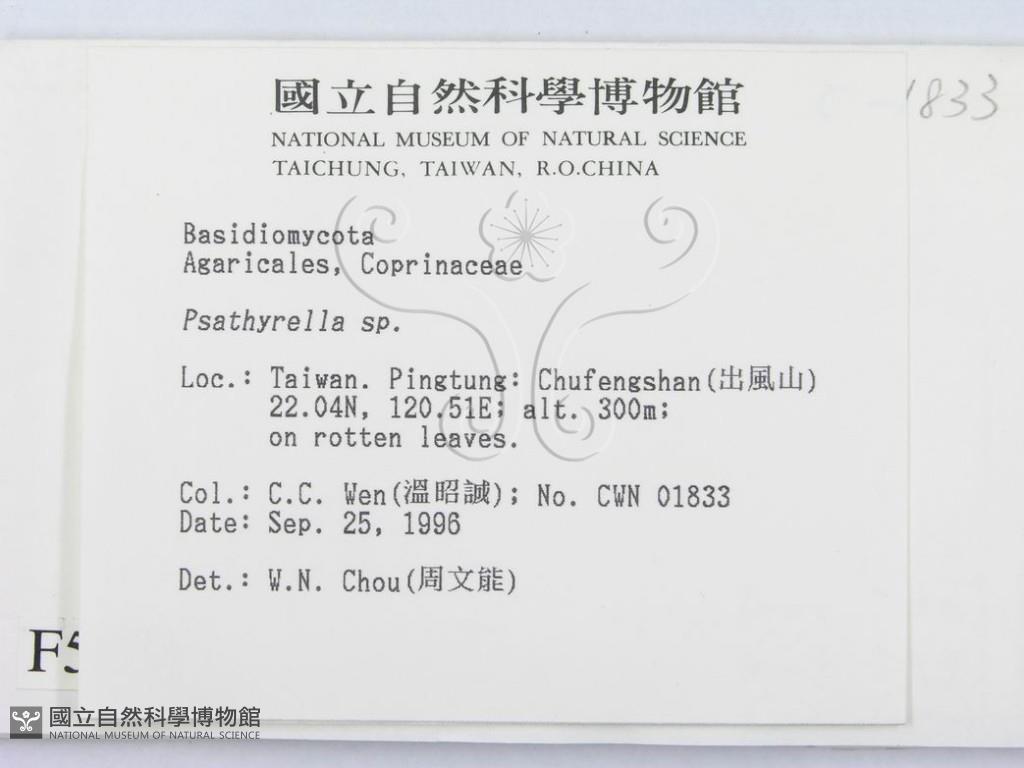 國立自然科學博物館
NATIONAL MUSEUM OF NATURAL SCIENCE
TAICHUNG, TAIWAN, R.O.CHINA
1833
Basidiomycota
Agaricales, Coprinaceae
Psathyrella sp.
Loc.: Taiwan. Pingtung: Chufengshan(出風山)
22.04N, 120.51E; alt. 300m;
on rotten leaves.
Col.: C.C. Wen(溫昭誠); No. CWN 01833
Date: Sep. 25, 1996
Det.: W.N. Chou(周文能)
F5
國立自然科學博物館
NATIONAL MUSEUM OF NATURAL SCIENCE